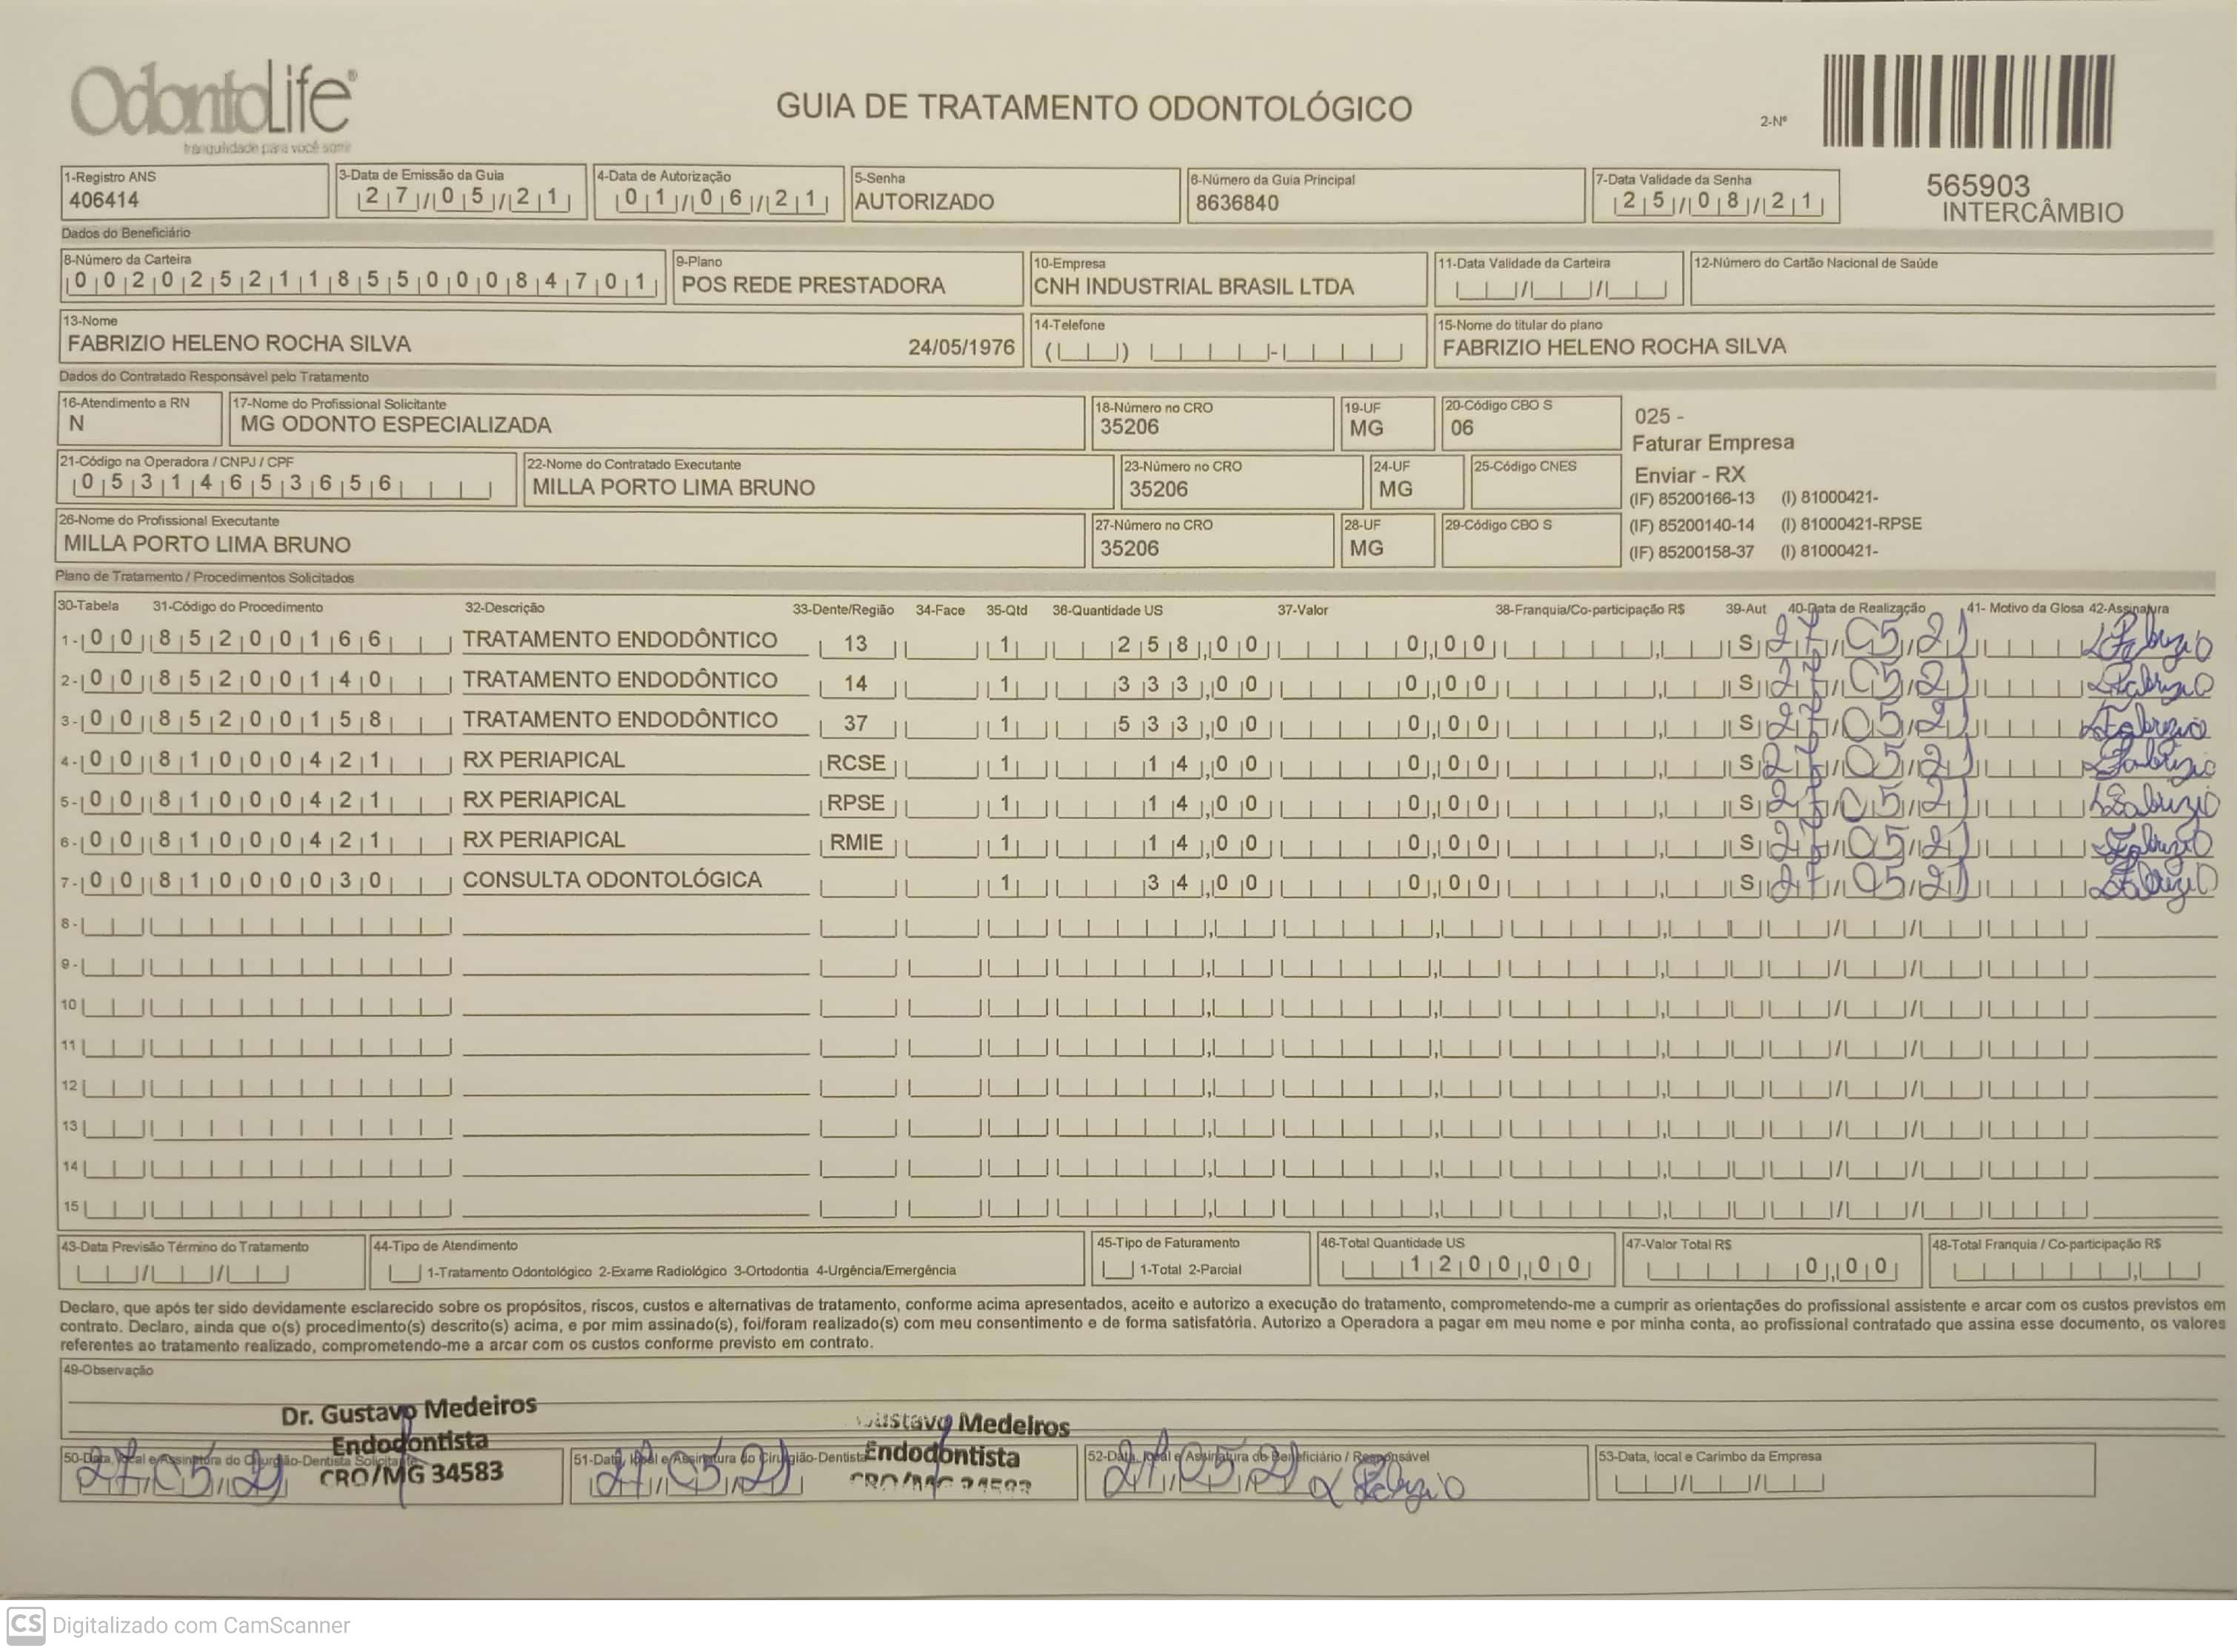 OdontoLife®
tranquilidade para você sorrir
GUIA DE TRATAMENTO ODONTOLÓGICO
2-Nº
565903
INTERCÂMBIO
1-Registro ANS
406414
3-Data de Emissão da Guia
27/05/21
4-Data de Autorização
01/06/21
5-Senha
AUTORIZADO
6-Número da Guia Principal
8636840
7-Data Validade da Senha
25/08/21
Dados do Beneficiário
8-Número da Carteira
00202521185500084701
9-Plano
POS REDE PRESTADORA
10-Empresa
CNH INDUSTRIAL BRASIL LTDA
11-Data Validade da Carteira
12-Número do Cartão Nacional de Saúde
13-Nome
FABRIZIO HELENO ROCHA SILVA 24/05/1976
14-Telefone
15-Nome do titular do plano
FABRIZIO HELENO ROCHA SILVA
Dados do Contratado Responsável pelo Tratamento
16-Atendimento a RN
N
17-Nome do Profissional Solicitante
MG ODONTO ESPECIALIZADA
18-Número no CRO
35206
19-UF
MG
20-Código CBO S
06
025 -
Faturar Empresa
Enviar - RX
(IF) 85200166-13 (I) 81000421-
(IF) 85200140-14 (I) 81000421-RPSE
(IF) 85200158-37 (I) 81000421-
21-Código na Operadora / CNPJ / CPF
05314653656
22-Nome do Contratado Executante
MILLA PORTO LIMA BRUNO
23-Número no CRO
35206
24-UF
MG
25-Código CNES
26-Nome do Profissional Executante
MILLA PORTO LIMA BRUNO
27-Número no CRO
35206
28-UF
MG
29-Código CBO S
Plano de Tratamento / Procedimentos Solicitados
30-Tabela 31-Código do Procedimento 32-Descrição 33-Dente/Região 34-Face 35-Qtd 36-Quantidade US 37-Valor 38-Franquia/Co-participação R$ 39-Aut 40-Data de Realização 41- Motivo da Glosa 42-Assinatura
1- 00 85200166 TRATAMENTO ENDODÔNTICO 13 1 258,00 0,00 S 27/05/21 Fabrizio
2- 00 85200140 TRATAMENTO ENDODÔNTICO 14 1 333,00 0,00 S 27/05/21 Fabrizio
3- 00 85200158 TRATAMENTO ENDODÔNTICO 37 1 533,00 0,00 S 27/05/21 Fabrizio
4- 00 81000421 RX PERIAPICAL RCSE 1 14,00 0,00 S 27/05/21 Fabrizio
5- 00 81000421 RX PERIAPICAL RPSE 1 14,00 0,00 S 27/05/21 Fabrizio
6- 00 81000421 RX PERIAPICAL RMIE 1 14,00 0,00 S 27/05/21 Fabrizio
7- 00 81000030 CONSULTA ODONTOLÓGICA 1 34,00 0,00 S 27/05/21 Fabrizio
8-
9-
10
11
12
13
14
15
43-Data Previsão Término do Tratamento
44-Tipo de Atendimento
1-Tratamento Odontológico 2-Exame Radiológico 3-Ortodontia 4-Urgência/Emergência
45-Tipo de Faturamento
1-Total 2-Parcial
46-Total Quantidade US
1200,00
47-Valor Total R$
0,00
48-Total Franquia / Co-participação R$
Declaro, que após ter sido devidamente esclarecido sobre os propósitos, riscos, custos e alternativas de tratamento, conforme acima apresentados, aceito e autorizo a execução do tratamento, comprometendo-me a cumprir as orientações do profissional assistente e arcar com os custos previstos em
contrato. Declaro, ainda que o(s) procedimento(s) descrito(s) acima, e por mim assinado(s), foi/foram realizado(s) com meu consentimento e de forma satisfatória. Autorizo a Operadora a pagar em meu nome e por minha conta, ao profissional contratado que assina esse documento, os valores
referentes ao tratamento realizado, comprometendo-me a arcar com os custos conforme previsto em contrato.
49-Observação
Dr. Gustavo Medeiros
Endodontista
CRO/MG 34583
Gustavo Medeiros
Endodontista
CRO/MG 34583
50-Data, local e Assinatura do Cirurgião-Dentista Solicitante
27/05/21
51-Data, local e Assinatura do Cirurgião-Dentista
27/05/21
52-Data, local e Assinatura do Beneficiário / Responsável
27/05/21 Fabrizio
53-Data, local e Carimbo da Empresa
CS Digitalizado com CamScanner